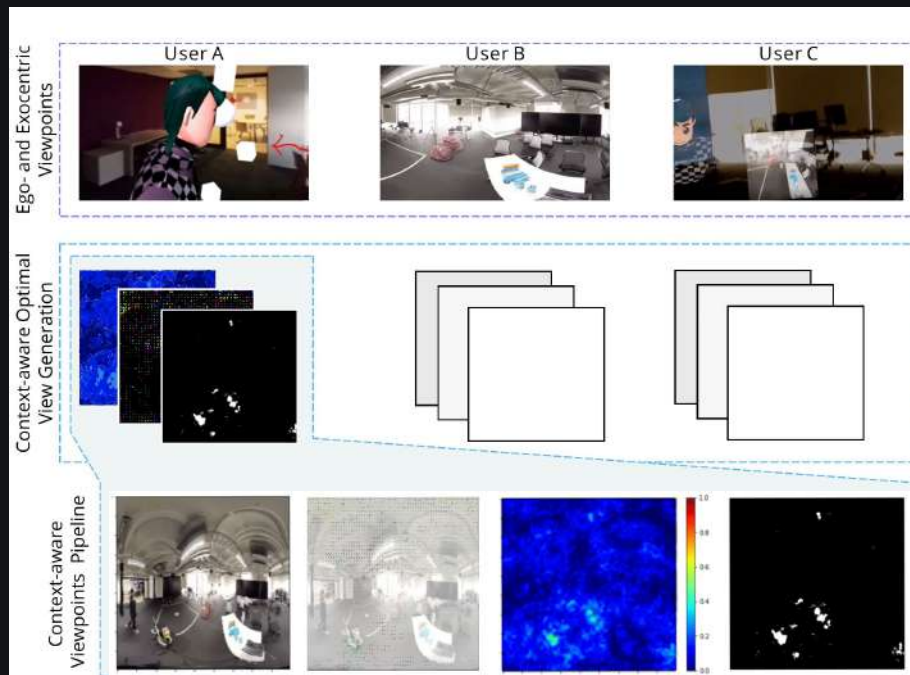 User A
User B
User C
Ego- and Exocentric
Viewpoints
Context-aware Optimal
View Generation
Context-aware
Viewpoints Pipeline
1.0
0.8
0.6
0.4
0.2
0.0